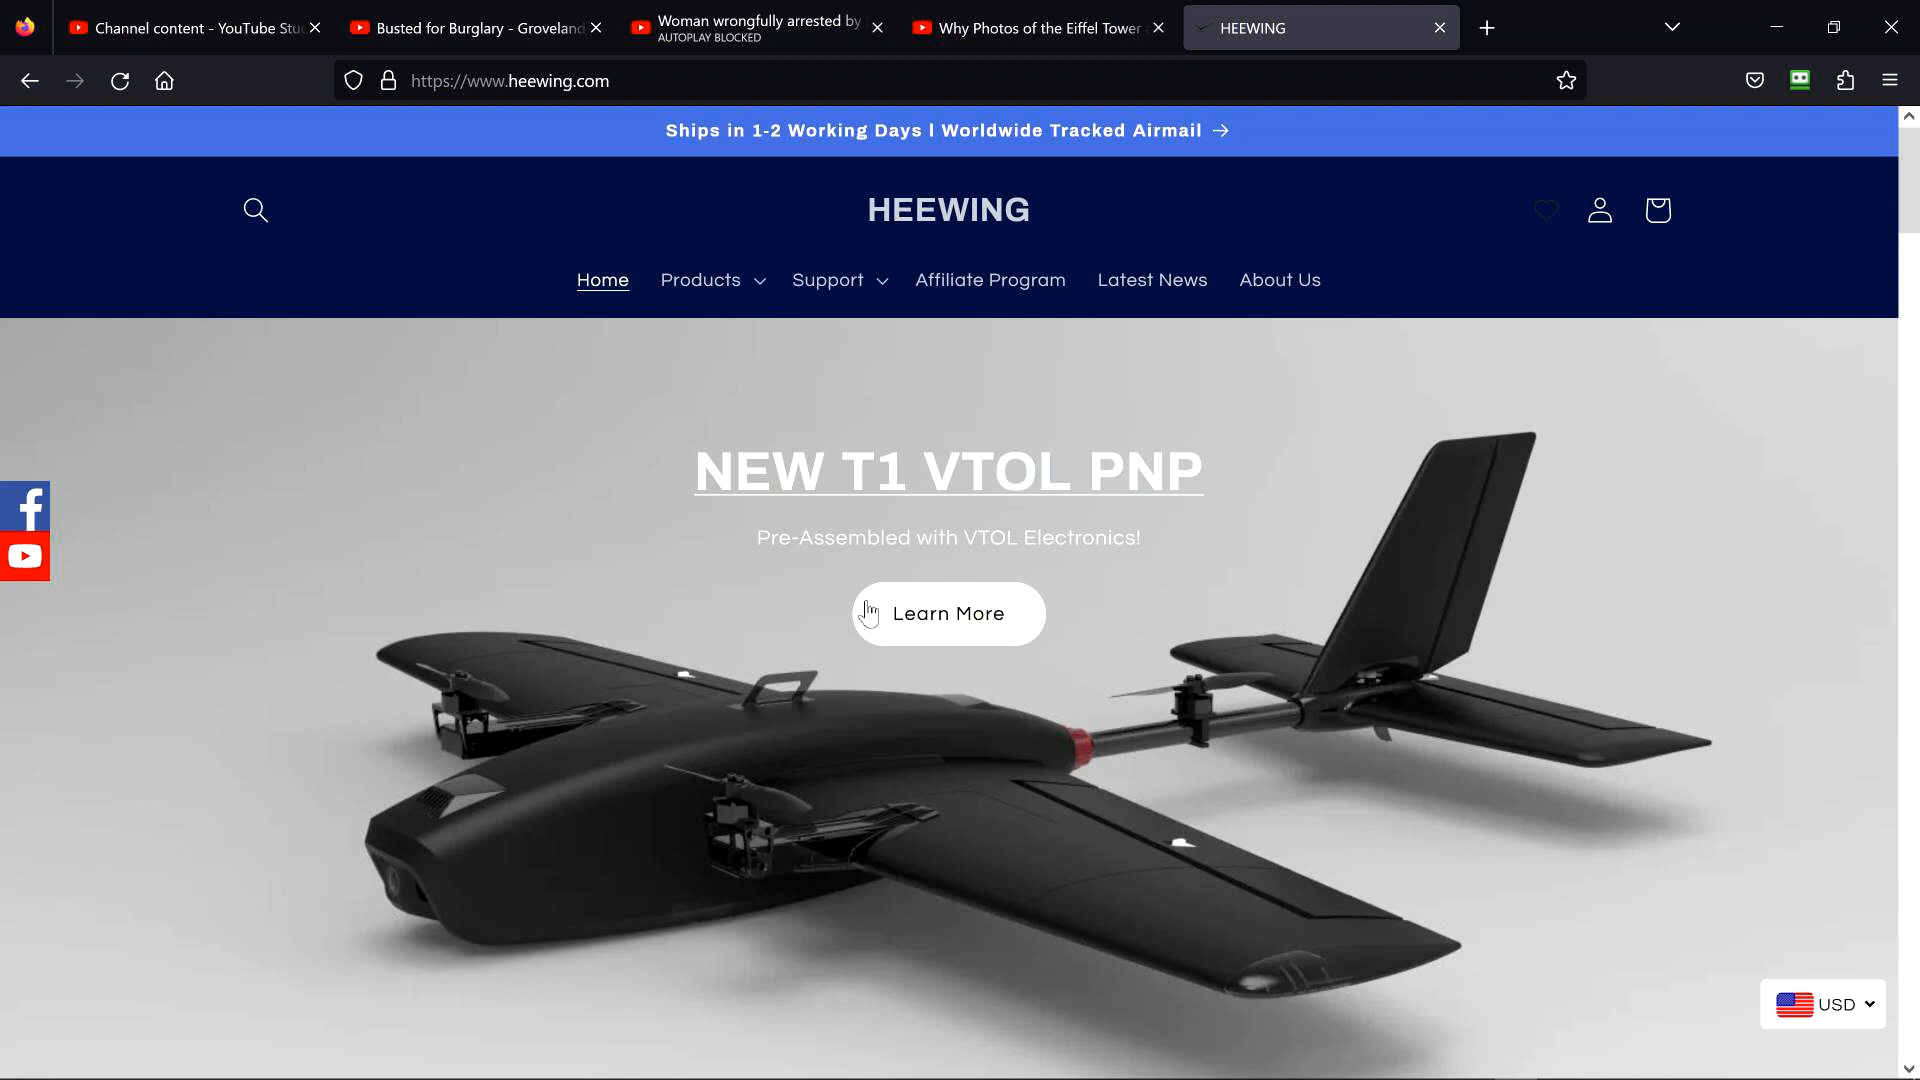 Channel content - YouTube Stu
Busted for Burglary - Groveland
Woman wrongfully arrested by
AUTOPLAY BLOCKED
Why Photos of the Eiffel Tower
HEEWING
https://www.heewing.com
Ships in 1-2 Working Days l Worldwide Tracked Airmail →
HEEWING
Home
Products
Support
Affiliate Program
Latest News
About Us
NEW T1 VTOL PNP
Pre-Assembled with VTOL Electronics!
Learn More
USD